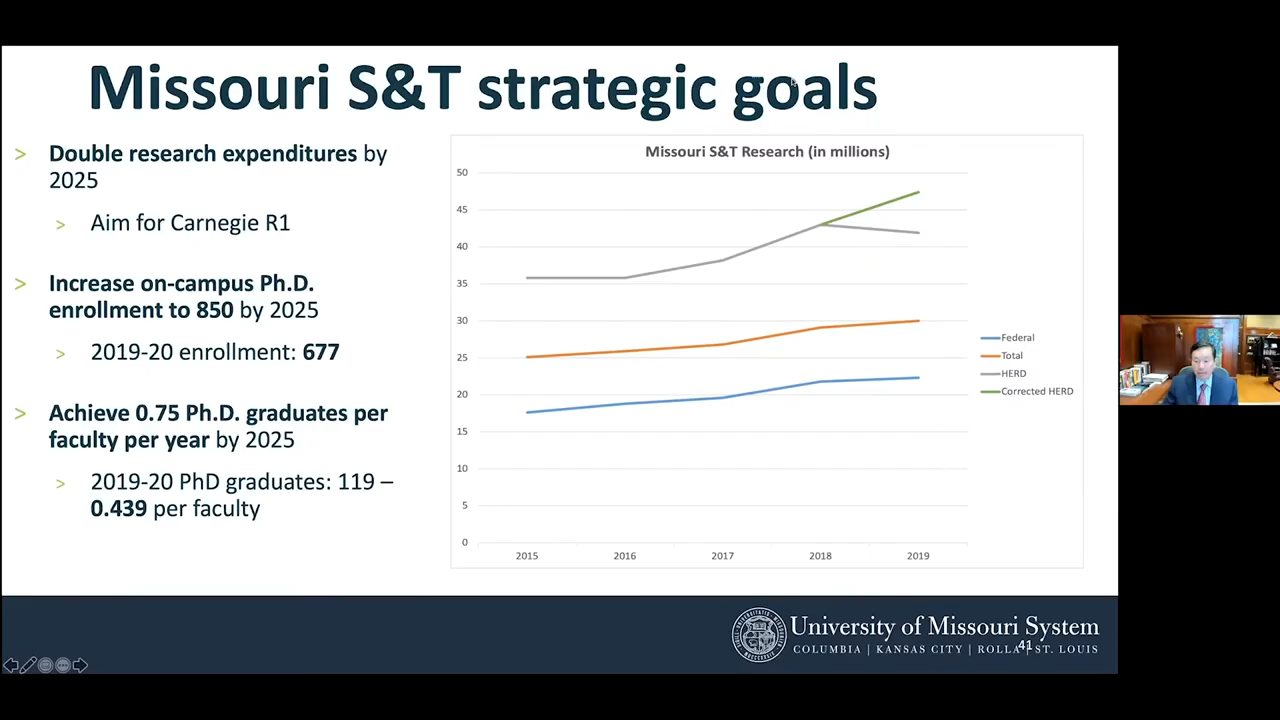 Missouri S&T strategic goals
> Double research expenditures by
2025
> Aim for Carnegie R1
> Increase on-campus Ph.D.
enrollment to 850 by 2025
> 2019-20 enrollment: 677
> Achieve 0.75 Ph.D. graduates per
faculty per year by 2025
> 2019-20 PhD graduates: 119 –
0.439 per faculty
Missouri S&T Research (in millions)
50
45
40
35
30
25
20
15
10
5
0
2015 2016 2017 2018 2019
Federal
Total
HERD
Corrected HERD
University of Missouri System
COLUMBIA | KANSAS CITY | ROLLA | ST. LOUIS
41